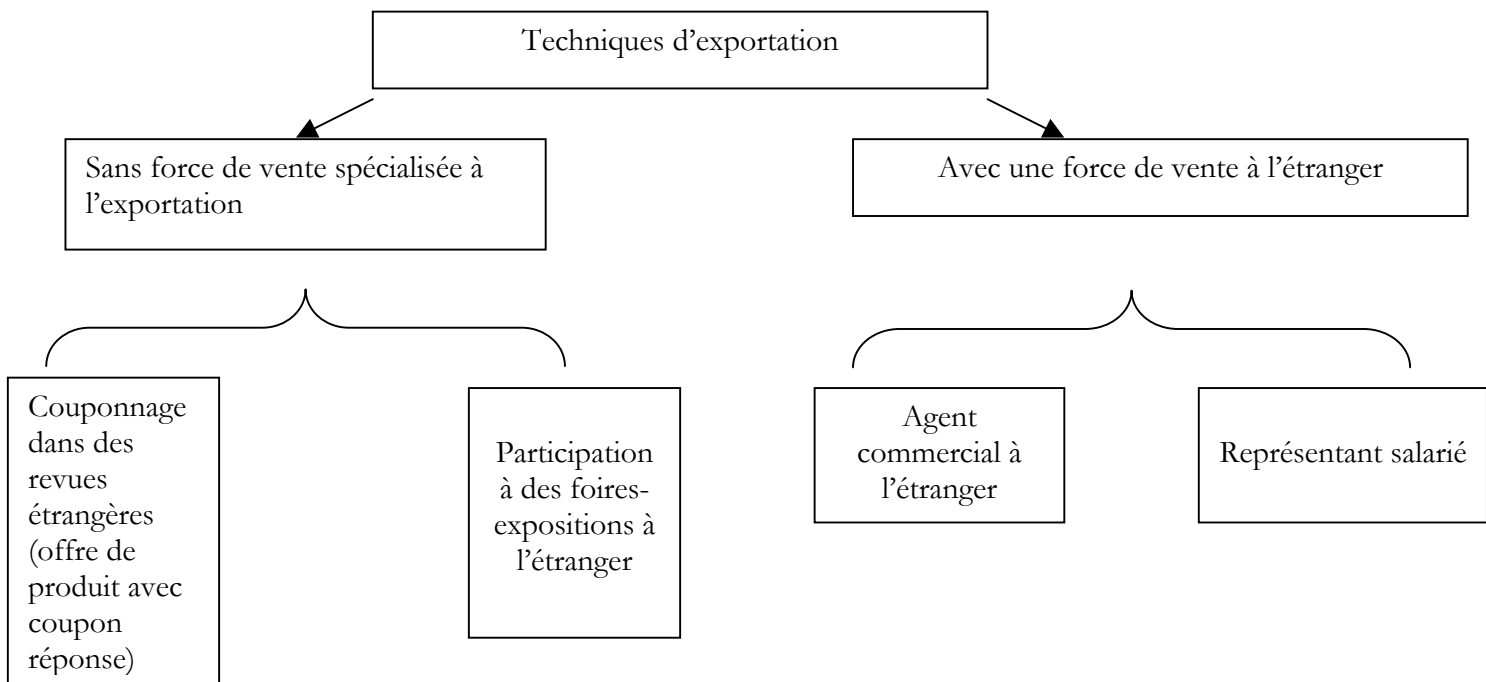 Techniques d’exportation
Sans force de vente spécialisée à
l’exportation
Avec une force de vente à l’étranger
Couponnage
dans des
revues
étrangères
(offre de
produit avec
coupon
réponse)
Participation
à des foires-
expositions à
l’étranger
Agent
commercial à
l’étranger
Représentant salarié